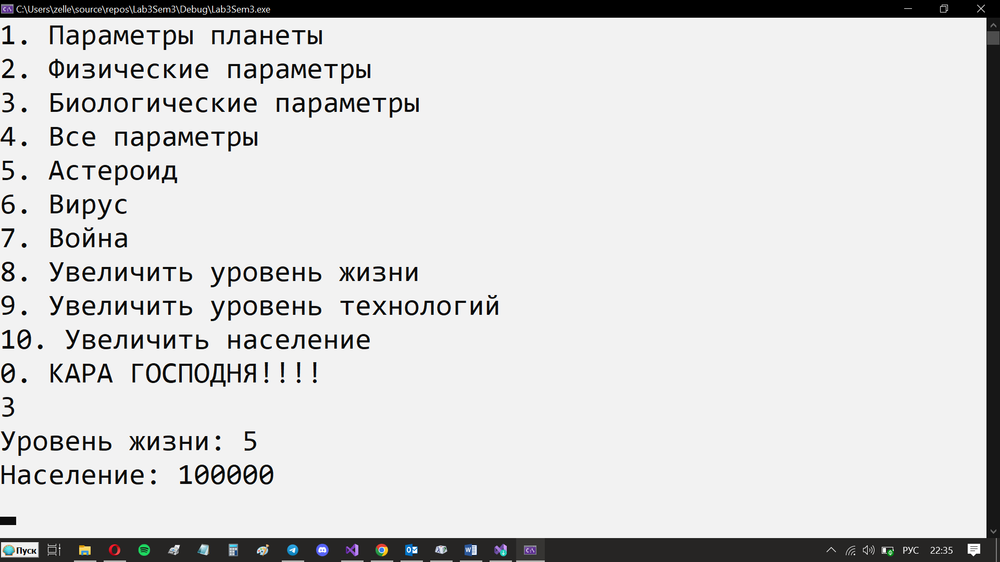 C:\Users\zelle\source\repos\Lab3Sem3\Debug\Lab3Sem3.exe
1. Параметры планеты
2. Физические параметры
3. Биологические параметры
4. Все параметры
5. Астероид
6. Вирус
7. Война
8. Увеличить уровень жизни
9. Увеличить уровень технологий
10. Увеличить население
0. КАРА ГОСПОДНЯ!!!!
3
Уровень жизни: 5
Население: 100000
Пуск
РУС 22:35